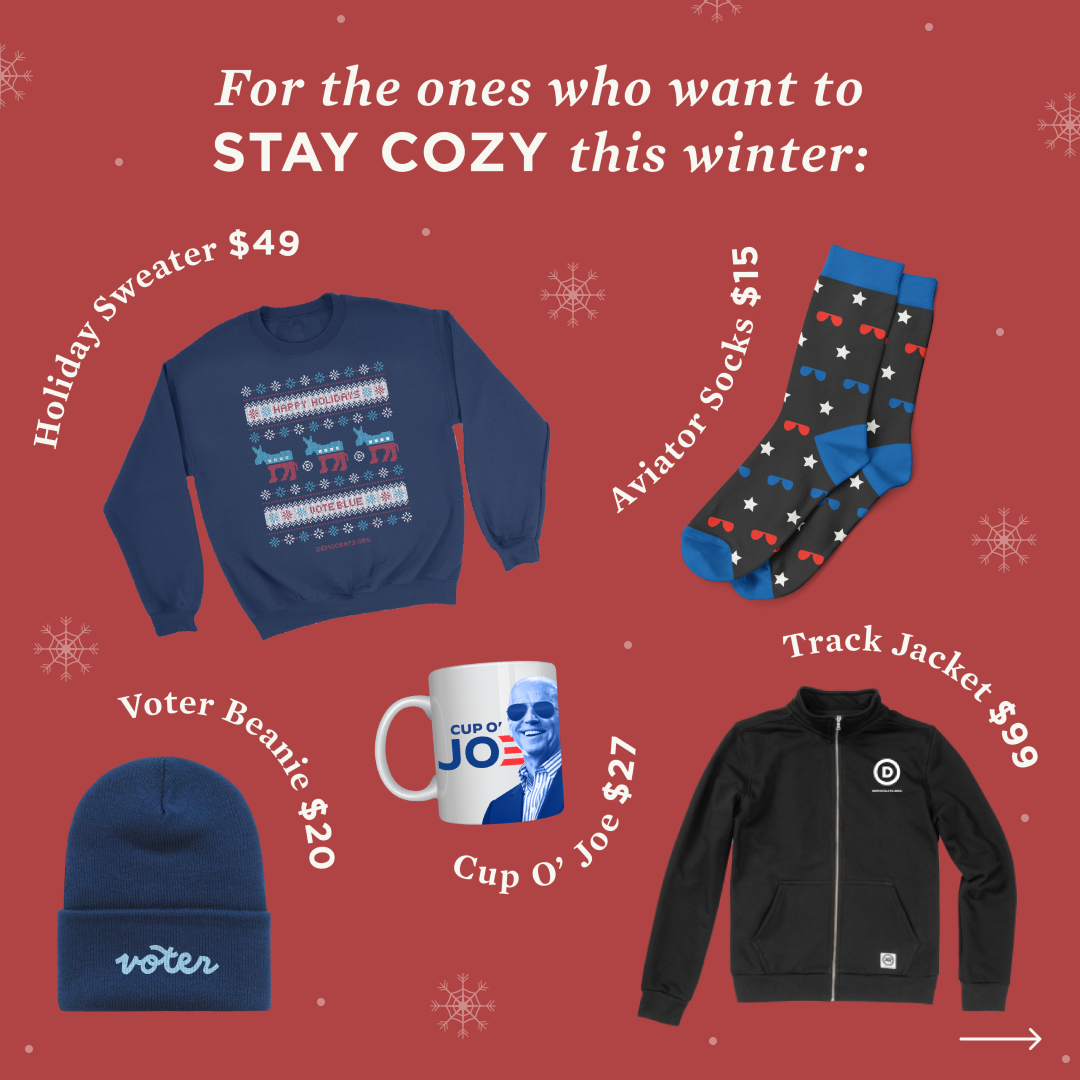 For the ones who want to
STAY COZY this winter:
Holiday Sweater $49
HAPPY HOLIDAYS
VOTE BLUE
DEMOCRATS.ORG
Aviator Socks $15
Voter Beanie $20
voter
CUP O'
JOE
Cup O' Joe $27
Track Jacket $99
D